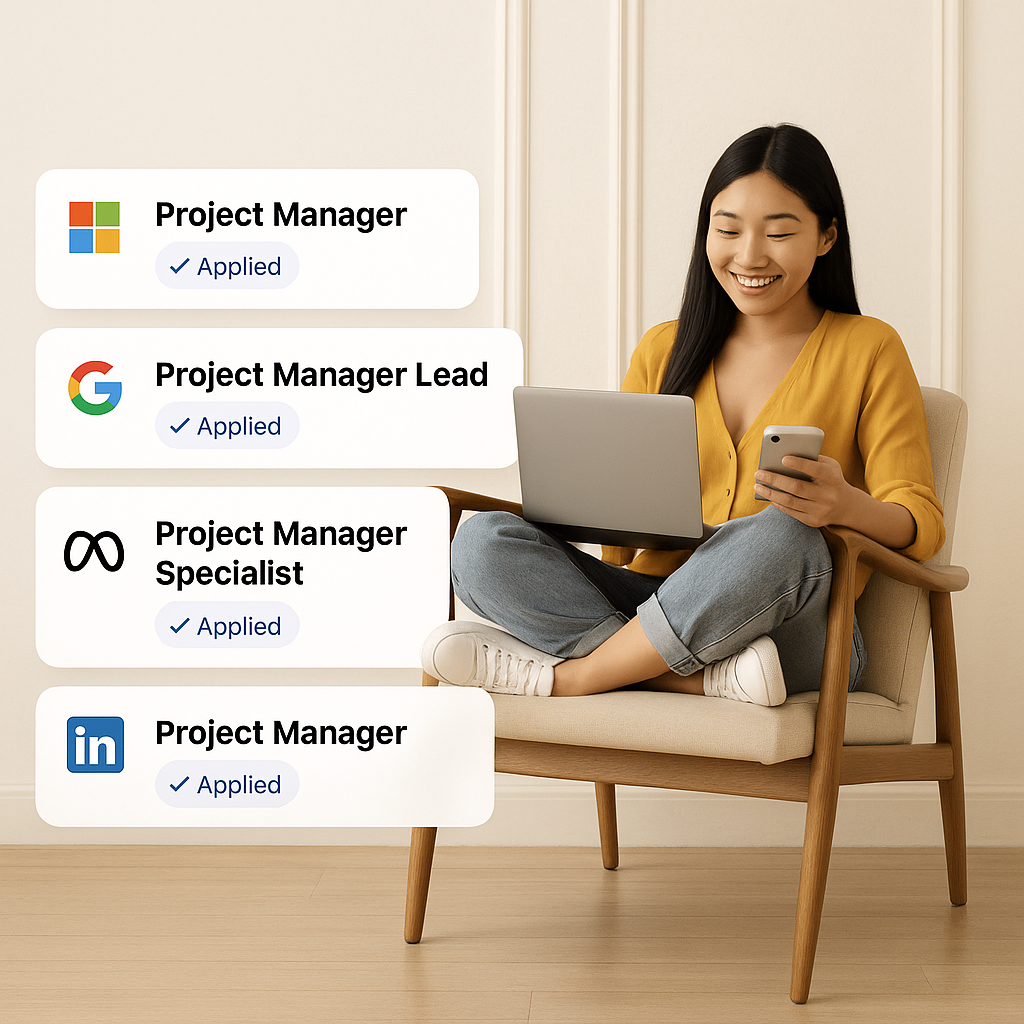 Project Manager
✓ Applied
Project Manager Lead
✓ Applied
Project Manager
Specialist
✓ Applied
in
Project Manager
✓ Applied